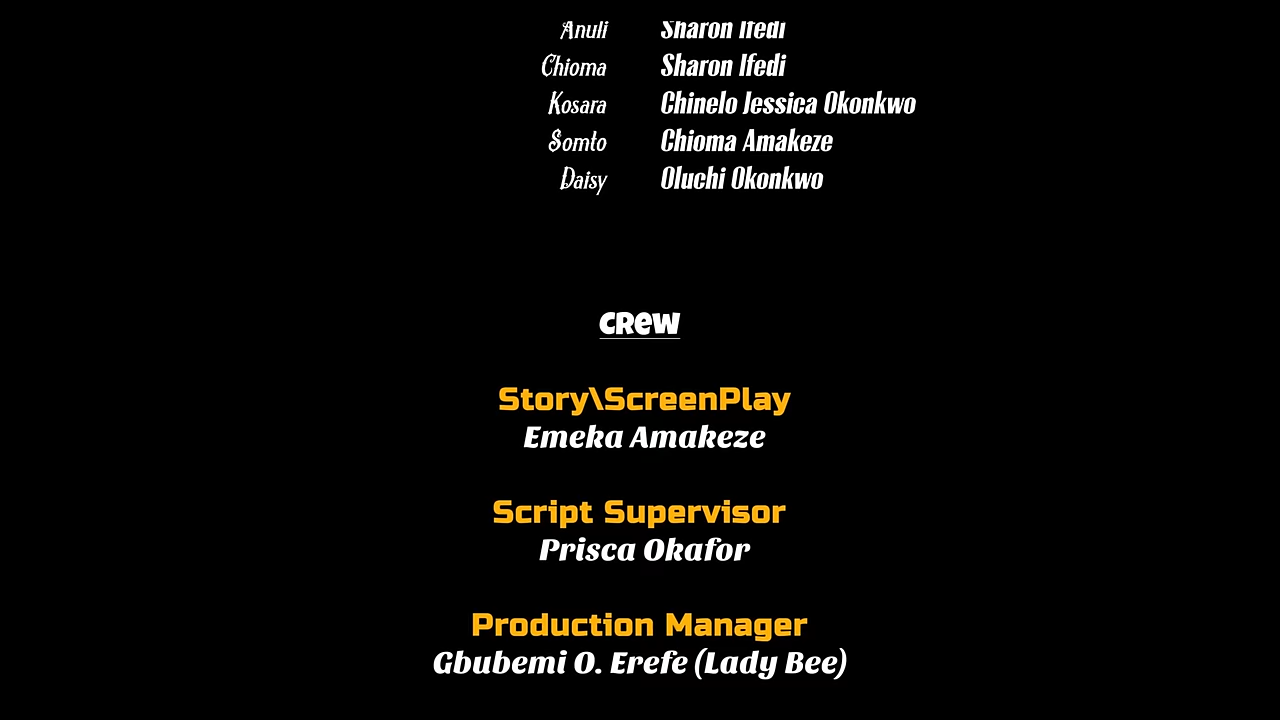 Anuli Sharon Ifedi
Chioma Sharon Ifedi
Kosara Chinelo Jessica Okonkwo
Somto Chioma Amakeze
Daisy Oluchi Okonkwo
CREW
Story\ScreenPlay
Emeka Amakeze
Script Supervisor
Prisca Okafor
Production Manager
Gbubemi O. Erefe (Lady Bee)